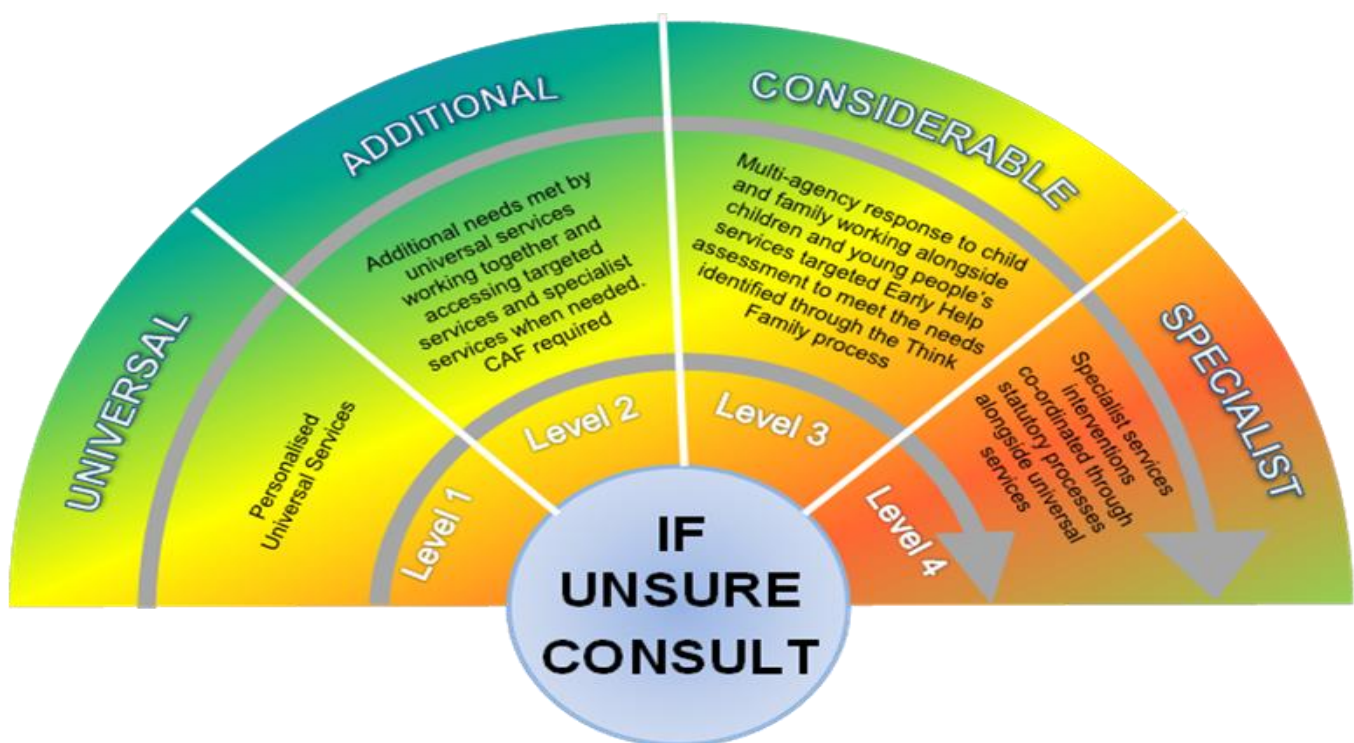 UNIVERSAL
Personalised
Universal Services
Level 1
ADDITIONAL
Additional needs met by
universal services
working together and
accessing targeted
services and specialist
services when needed.
CAF required
Level 2
CONSIDERABLE
Multi-agency response to child
and family working alongside
children and young people's
services targeted Early Help
assessment to meet the needs
identified through the Think
Family process
Level 3
SPECIALIST
Specialist services
interventions
co-ordinated through
statutory processes
alongside universal
services
Level 4
IF
UNSURE
CONSULT